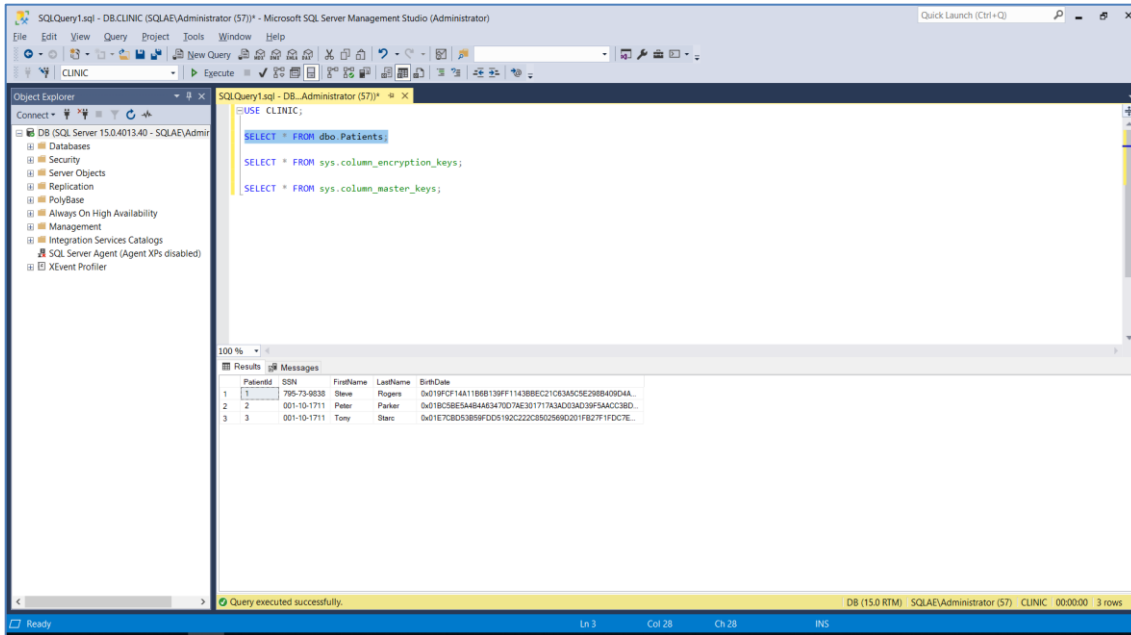 SQLQuery1.sql - DB.CLINIC (SQLAE\Administrator (57))* - Microsoft SQL Server Management Studio (Administrator)
Quick Launch (Ctrl+Q)
File Edit View Query Project Tools Window Help
New Query
CLINIC
Execute
Object Explorer
SQLQuery1.sql - DB...Administrator (57))*
Connect
DB (SQL Server 15.0.4013.40 - SQLAE\Admir
Databases
Security
Server Objects
Replication
PolyBase
Always On High Availability
Management
Integration Services Catalogs
SQL Server Agent (Agent XPs disabled)
XEvent Profiler
USE CLINIC;
SELECT * FROM dbo.Patients;
SELECT * FROM sys.column_encryption_keys;
SELECT * FROM sys.column_master_keys;
100 %
Results Messages
PatientId SSN FirstName LastName BirthDate
1 1 795-73-9838 Steve Rogers 0x019FCF14A11B6B139FF1143BBEC21C63A5C5E298B409D4A...
2 2 001-10-1711 Peter Parker 0x01BC5BE5A4B4A63470D7AE301717A3AD03AD39F5AACC3BD...
3 3 001-10-1711 Tony Starc 0x01E7CBD53B59FDD5192C222C8502569D201FB27F1FDC7E...
Query executed successfully.
DB (15.0 RTM) SQLAE\Administrator (57) CLINIC 00:00:00 3 rows
Ready
Ln 3 Col 28 Ch 28 INS